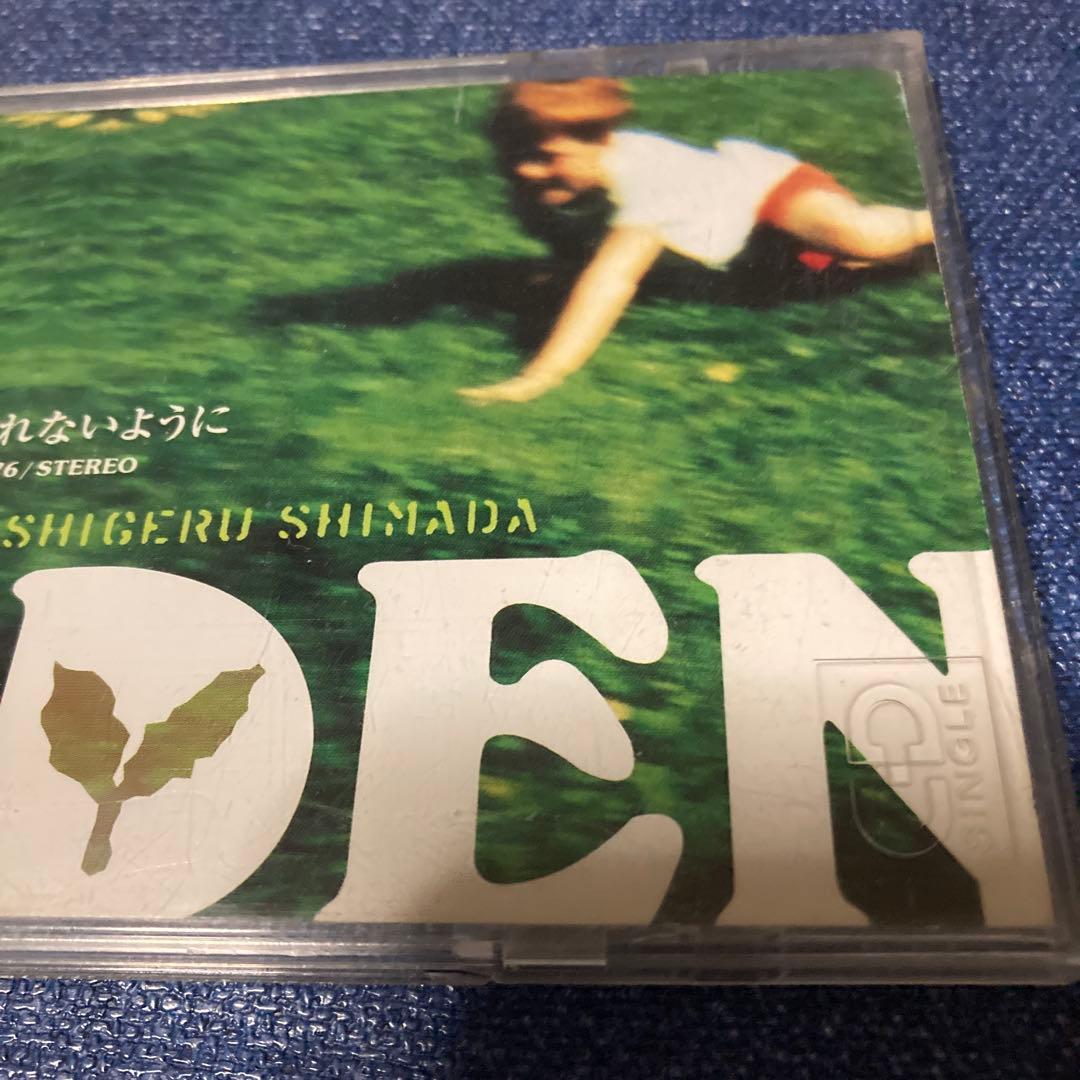 れないように
76/STEREO
SHIGERU SHIMADA
DEN
SINGLE